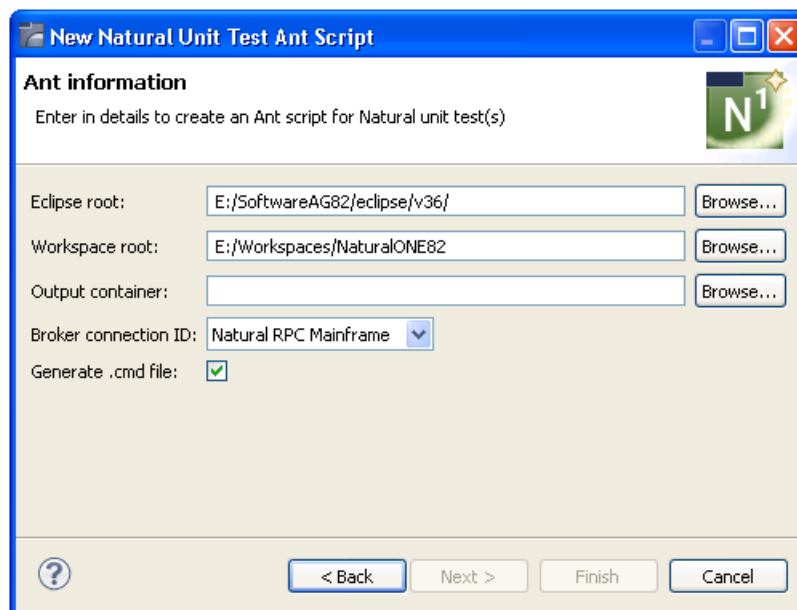 New Natural Unit Test Ant Script
Ant information
Enter in details to create an Ant script for Natural unit test(s)
N1
Eclipse root: E:/SoftwareAG82/eclipse/v36/ Browse...
Workspace root: E:/Workspaces/NaturalONE82 Browse...
Output container: Browse...
Broker connection ID: Natural RPC Mainframe
Generate .cmd file:
? < Back Next > Finish Cancel